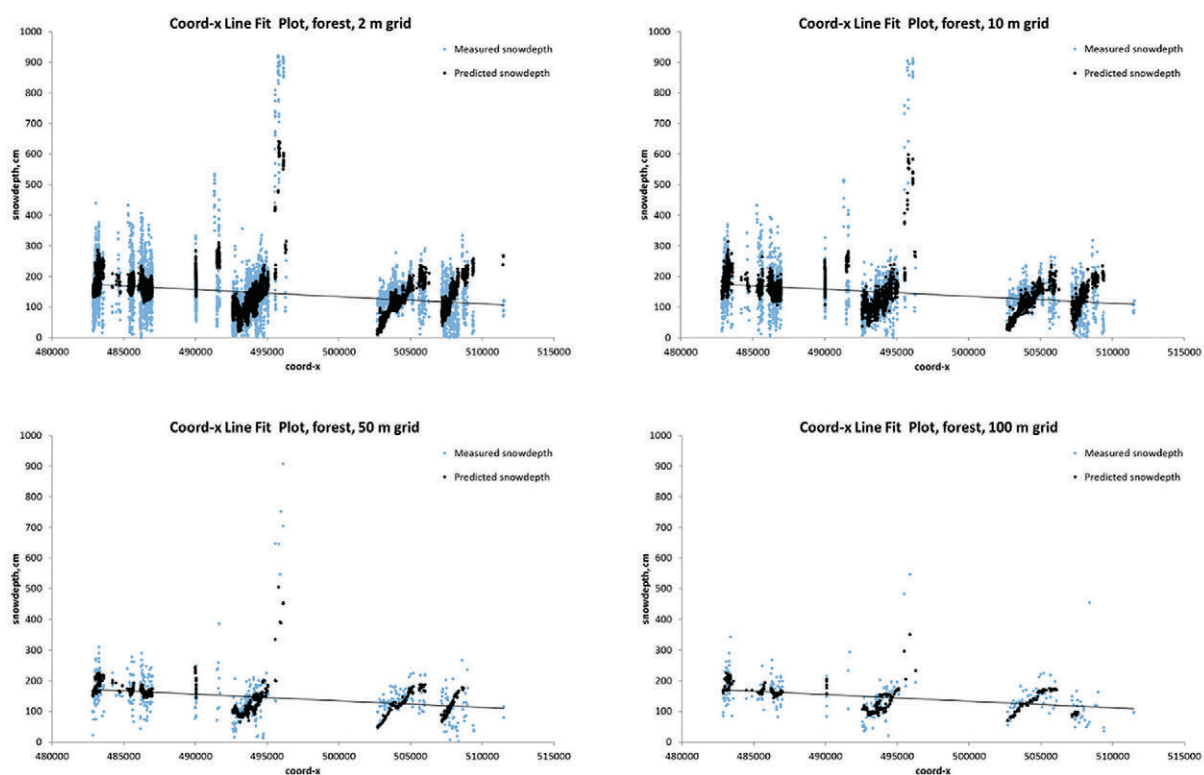 Coord-x Line Fit Plot, forest, 2 m grid
1000
900
800
700
600
500
400
300
200
100
0
snowdepth, cm
Measured snowdepth
Predicted snowdepth
480000 485000 490000 495000 500000 505000 510000 515000
coord-x
Coord-x Line Fit Plot, forest, 10 m grid
1000
900
800
700
600
500
400
300
200
100
0
snowdepth, cm
Measured snowdepth
Predicted snowdepth
480000 485000 490000 495000 500000 505000 510000 515000
coord-x
Coord-x Line Fit Plot, forest, 50 m grid
1000
900
800
700
600
500
400
300
200
100
0
snowdepth, cm
Measured snowdepth
Predicted snowdepth
480000 485000 490000 495000 500000 505000 510000 515000
coord-x
Coord-x Line Fit Plot, forest, 100 m grid
1000
900
800
700
600
500
400
300
200
100
0
snowdepth, cm
Measured snowdepth
Predicted snowdepth
480000 485000 490000 495000 500000 505000 510000 515000
coord-x